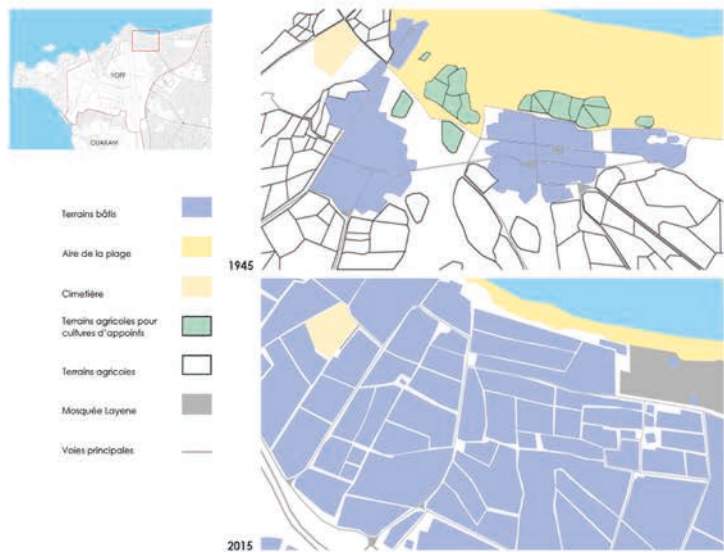 YOFF
OUAKAM
Terrains bâtis
Aire de la plage
Cimetière
Terrains agricoles pour
cultures d'appoints
Terrains agricoles
Mosquée Layene
Voies principales
1945
2015